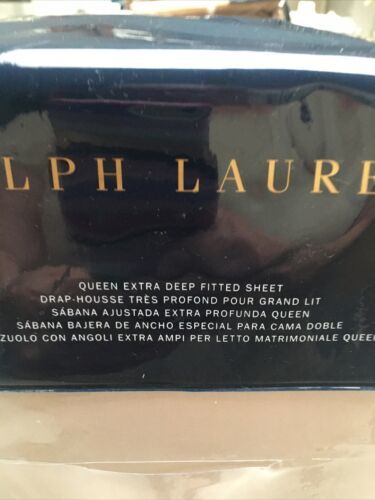 LPH LAURE
QUEEN EXTRA DEEP FITTED SHEET
DRAP-HOUSSE TRÈS PROFOND POUR GRAND LIT
SÁBANA AJUSTADA EXTRA PROFUNDA QUEEN
SÁBANA BAJERA DE ANCHO ESPECIAL PARA CAMA DOBLE
ZUOLO CON ANGOLI EXTRA AMPI PER LETTO MATRIMONIALE QUEE